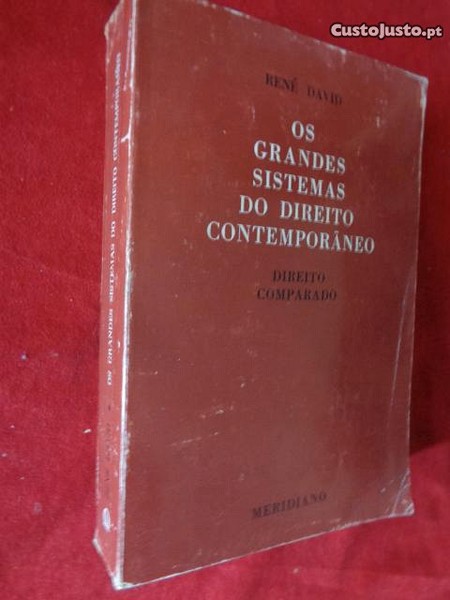 CustoJusto.pt
RENÉ DAVID
OS
GRANDES
SISTEMAS
DO DIREITO
CONTEMPORÂNEO
DIREITO
COMPARADO
MERIDIANO
OS GRANDES SISTEMAS DO DIREITO CONTEMPORÂNEO